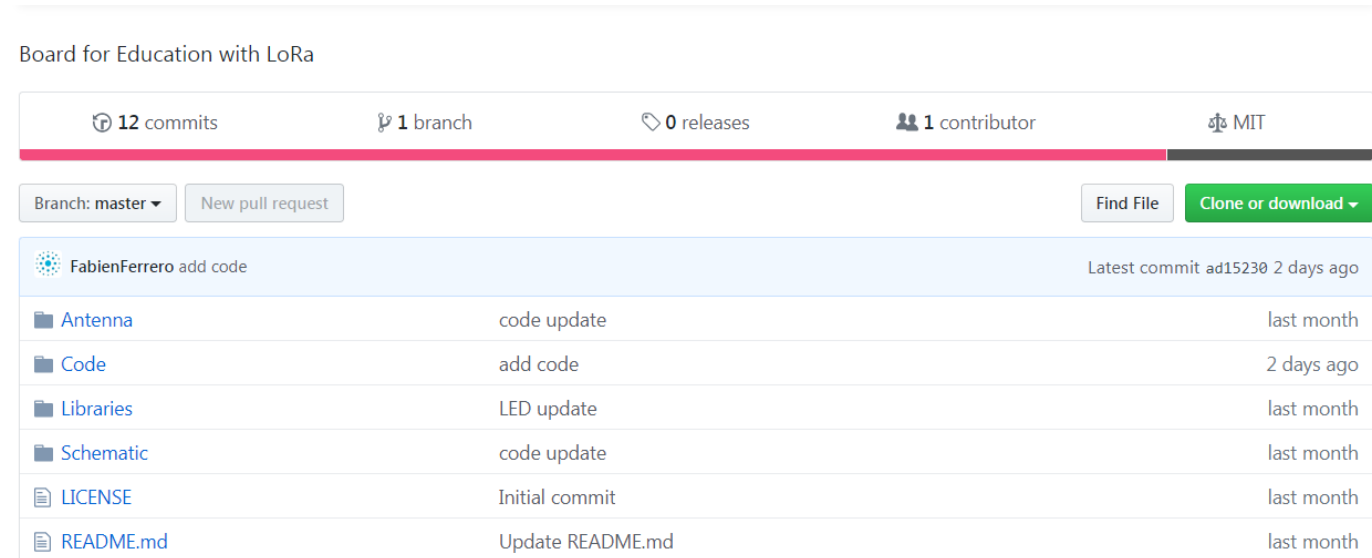 Board for Education with LoRa
12 commits 1 branch 0 releases 1 contributor MIT
Branch: master New pull request Find File Clone or download
FabienFerrero add code Latest commit ad15230 2 days ago
Antenna code update last month
Code add code 2 days ago
Libraries LED update last month
Schematic code update last month
LICENSE Initial commit last month
README.md Update README.md last month